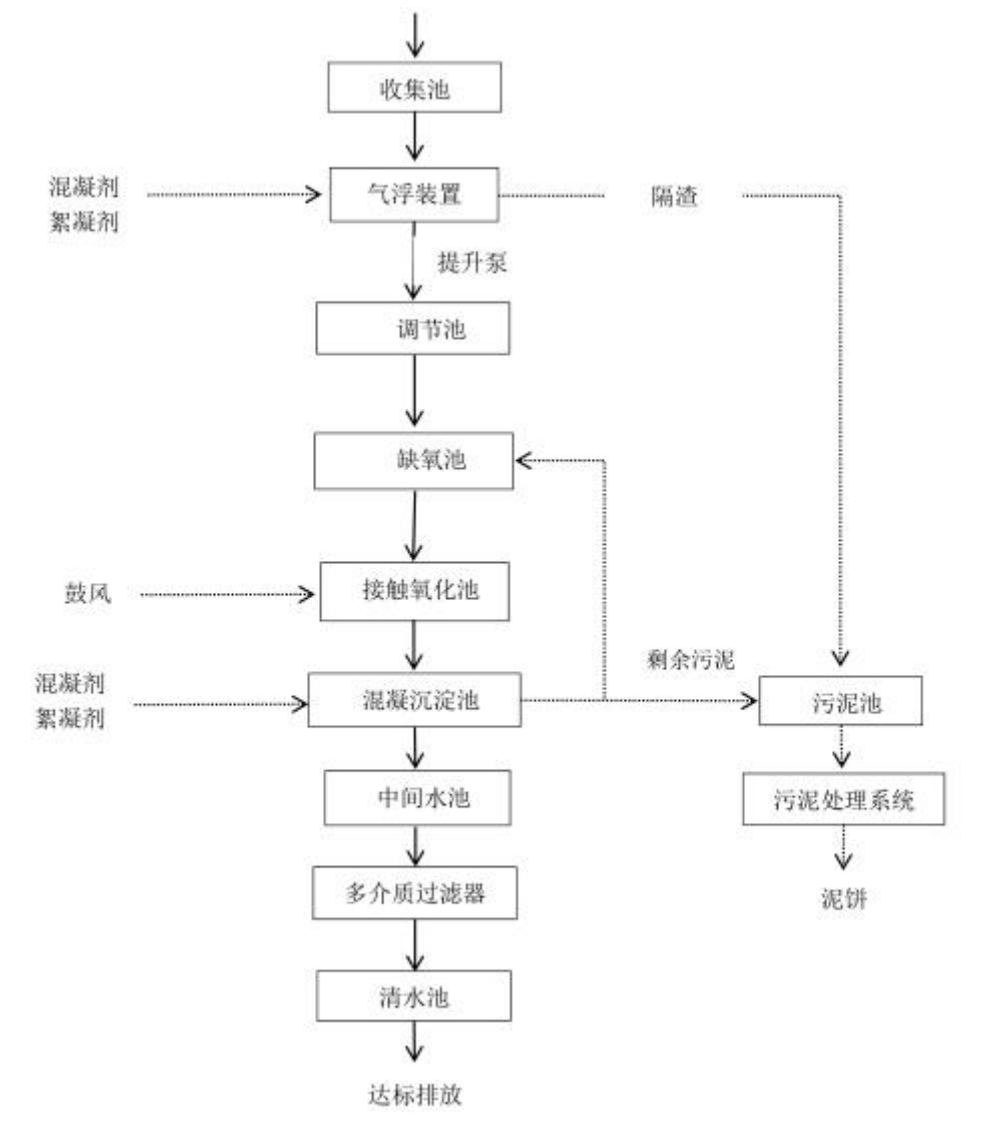 收集池
混凝剂
絮凝剂
气浮装置
隔渣
提升泵
调节池
缺氧池
鼓风
接触氧化池
剩余污泥
混凝剂
絮凝剂
混凝沉淀池
污泥池
中间水池
污泥处理系统
多介质过滤器
泥饼
清水池
达标排放